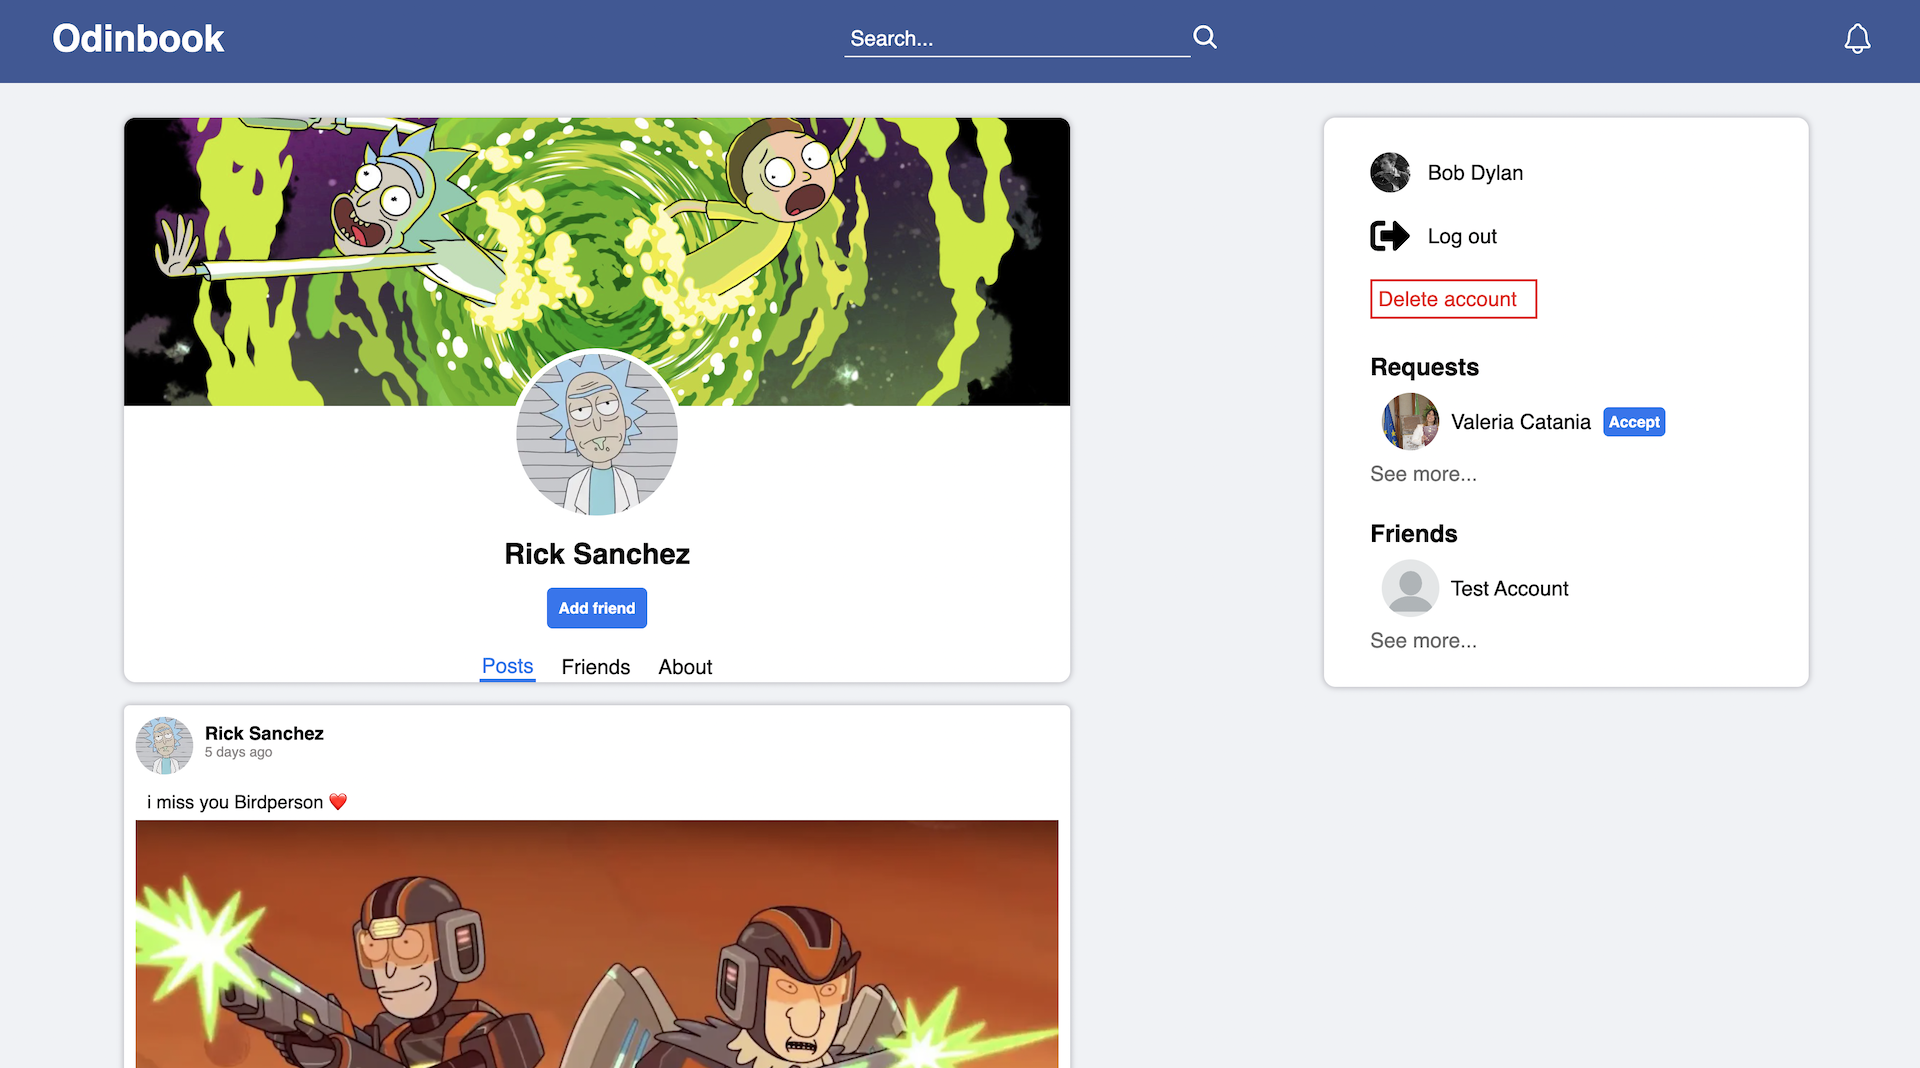 Odinbook
Search...
Rick Sanchez
Add friend
Posts Friends About
Rick Sanchez
5 days ago
i miss you Birdperson ❤️
Bob Dylan
Log out
Delete account
Requests
Valeria Catania Accept
See more...
Friends
Test Account
See more...